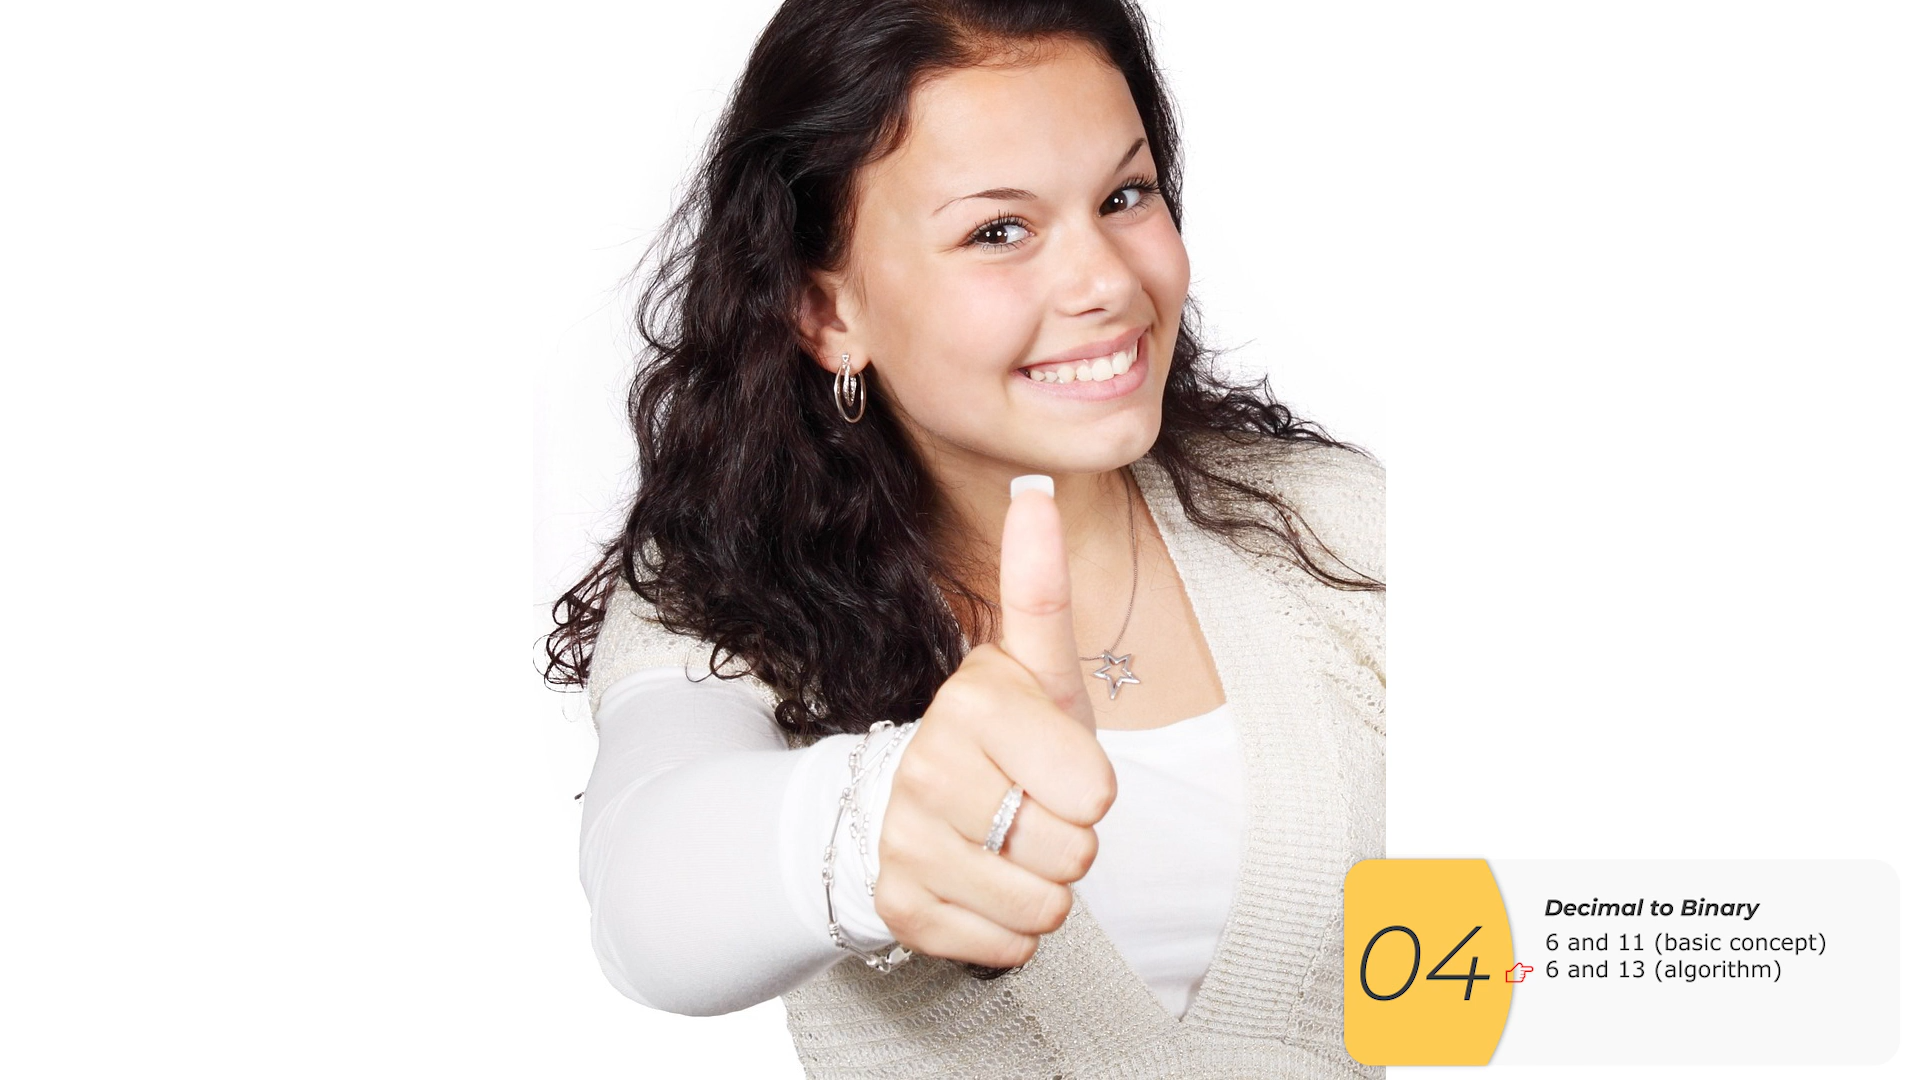 04
Decimal to Binary
6 and 11 (basic concept)
6 and 13 (algorithm)